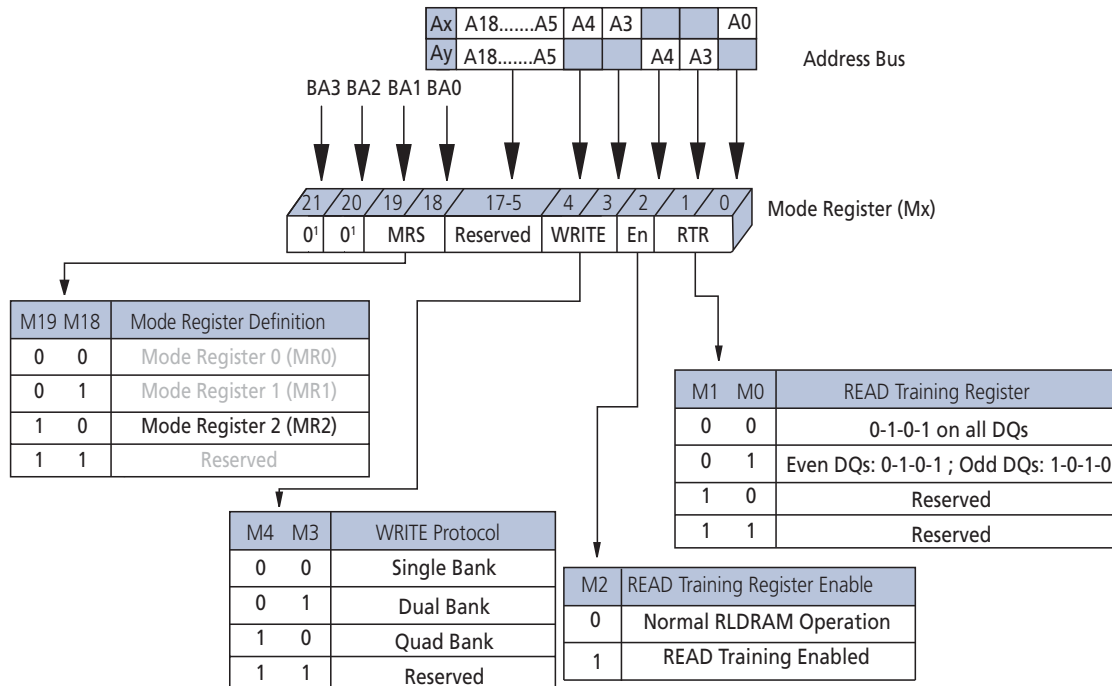 Ax A18.......A5 A4 A3 A0
Ay A18.......A5 A4 A3
Address Bus
BA3 BA2 BA1 BA0
21 20 19 18 17-5 4 3 2 1 0
Mode Register (Mx)
0¹ 0¹ MRS Reserved WRITE En RTR
M19 M18 Mode Register Definition
0 0 Mode Register 0 (MR0)
0 1 Mode Register 1 (MR1)
1 0 Mode Register 2 (MR2)
1 1 Reserved
M1 M0 READ Training Register
0 0 0-1-0-1 on all DQs
0 1 Even DQs: 0-1-0-1 ; Odd DQs: 1-0-1-0
1 0 Reserved
1 1 Reserved
M4 M3 WRITE Protocol
0 0 Single Bank
0 1 Dual Bank
1 0 Quad Bank
1 1 Reserved
M2 READ Training Register Enable
0 Normal RLDRAM Operation
1 READ Training Enabled